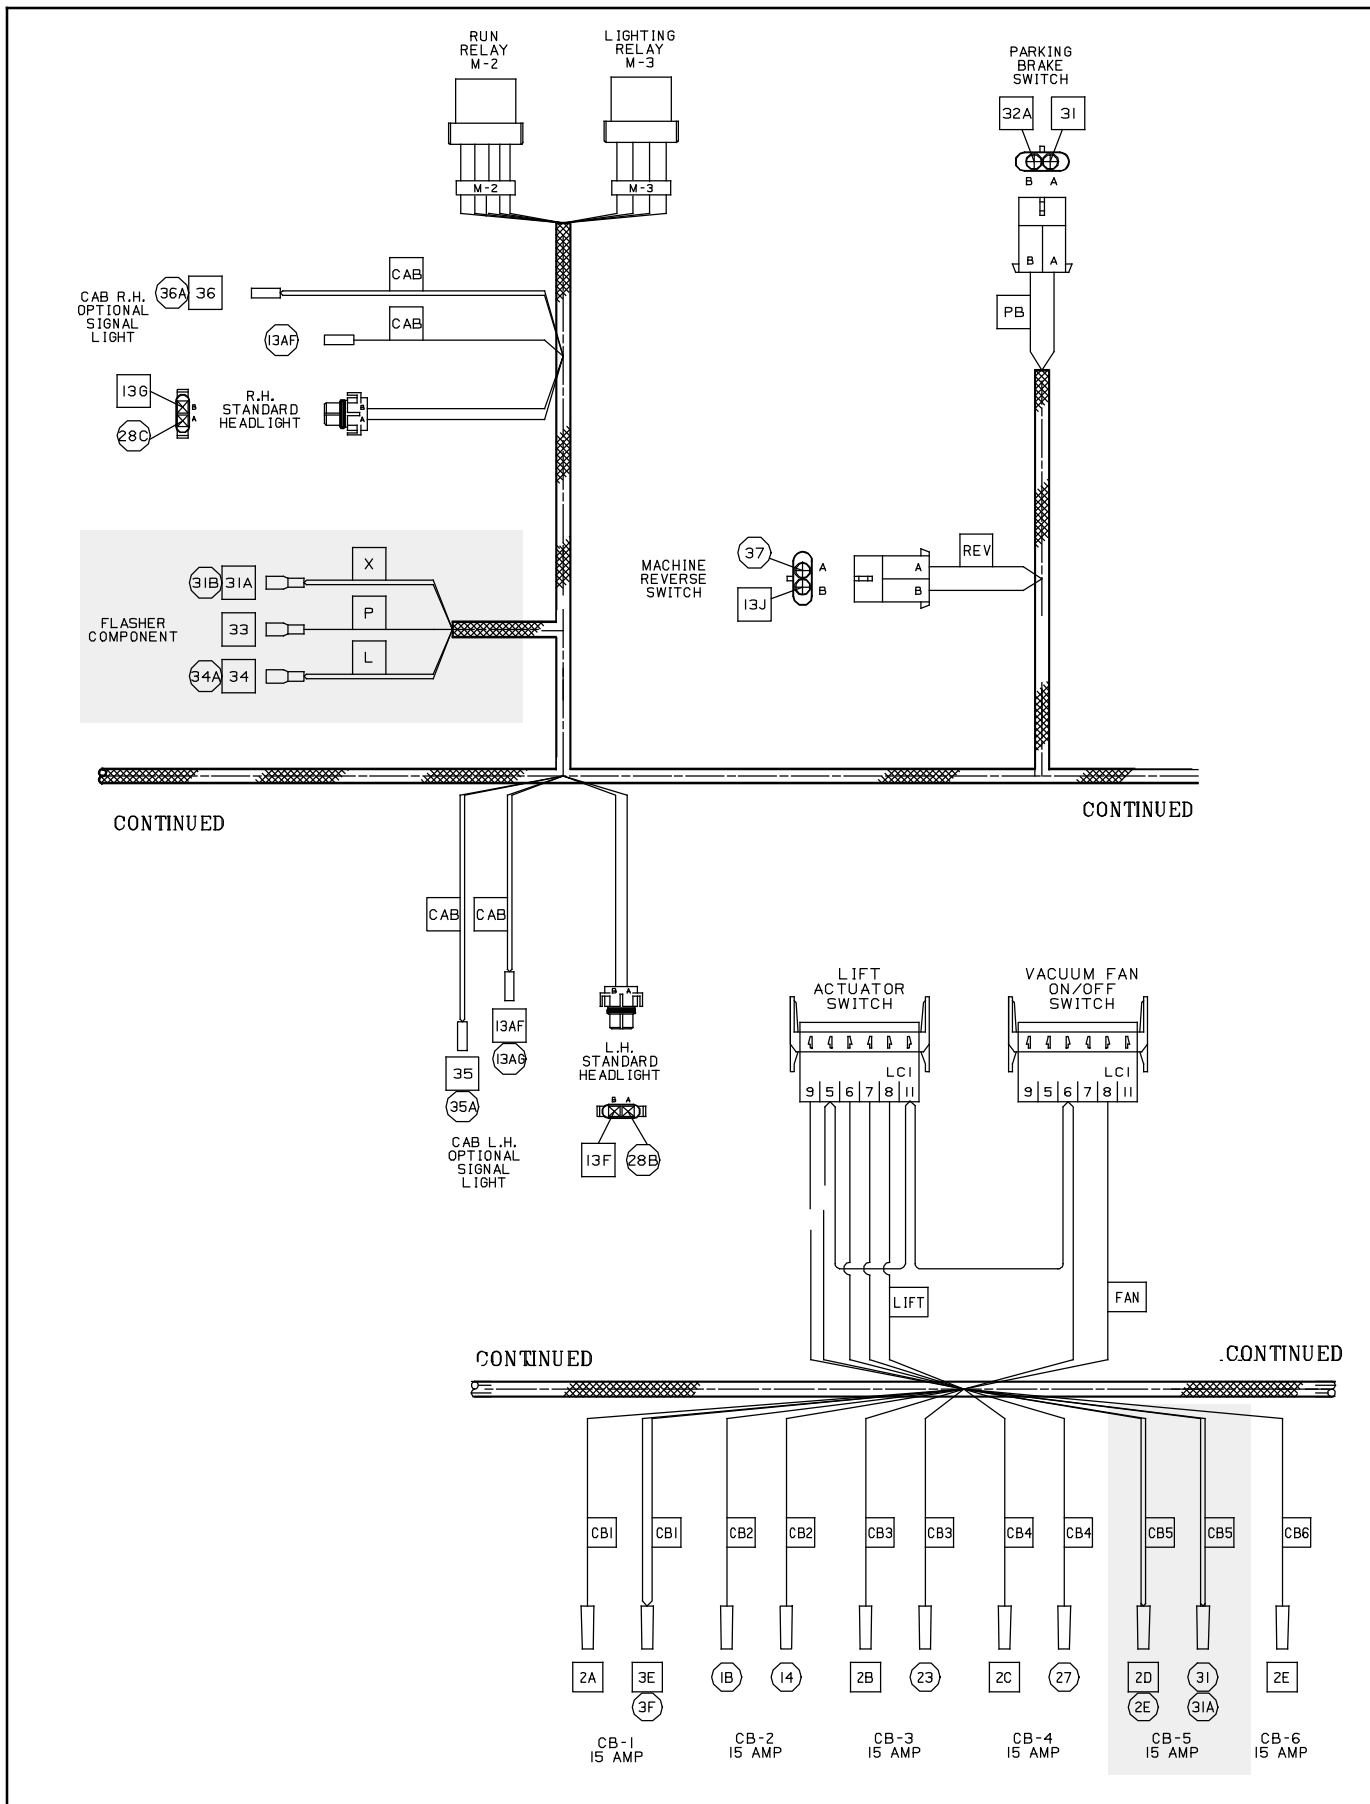 RUN
RELAY
M-2
LIGHTING
RELAY
M-3
PARKING
BRAKE
SWITCH
32A 31
B A
M-2
M-3
B A
PB
CAB R.H.
OPTIONAL
SIGNAL
LIGHT
36A 36
CAB
13AF
CAB
13G
28C
B
A
R.H.
STANDARD
HEADLIGHT
B
A
FLASHER
COMPONENT
31B 31A
X
33
P
34A 34
L
MACHINE
REVERSE
SWITCH
37
13J
A
B
A
B
REV
CONTINUED
CONTINUED
CAB
CAB
35
35A
CAB L.H.
OPTIONAL
SIGNAL
LIGHT
13AF
13AG
B A
L.H.
STANDARD
HEADLIGHT
B A
13F 28B
LIFT
ACTUATOR
SWITCH
LC1
9 5 6 7 8 11
VACUUM FAN
ON/OFF
SWITCH
LC1
9 5 6 7 8 11
LIFT
FAN
CONTINUED
CONTINUED
CB1 CB1 CB2 CB2 CB3 CB3 CB4 CB4 CB5 CB5 CB6
2A 3E 1B 14 2B 23 2C 27 2D 31 2E
3F 2E 31A
CB-1
15 AMP
CB-2
15 AMP
CB-3
15 AMP
CB-4
15 AMP
CB-5
15 AMP
CB-6
15 AMP